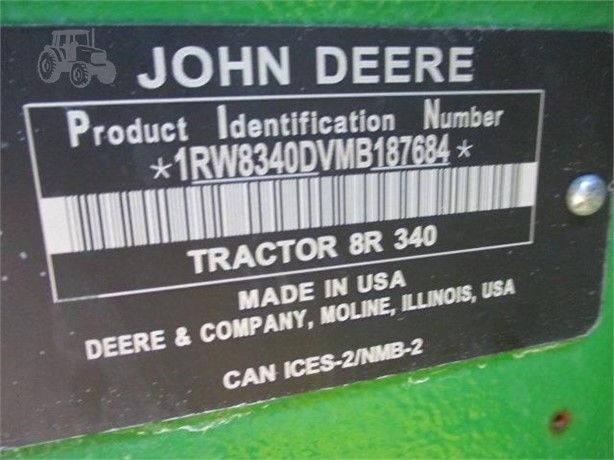 JOHN DEERE
Product Identification Number
*1RW8340DVMB187684*
TRACTOR 8R 340
MADE IN USA
DEERE & COMPANY, MOLINE, ILLINOIS, USA
CAN ICES-2/NMB-2